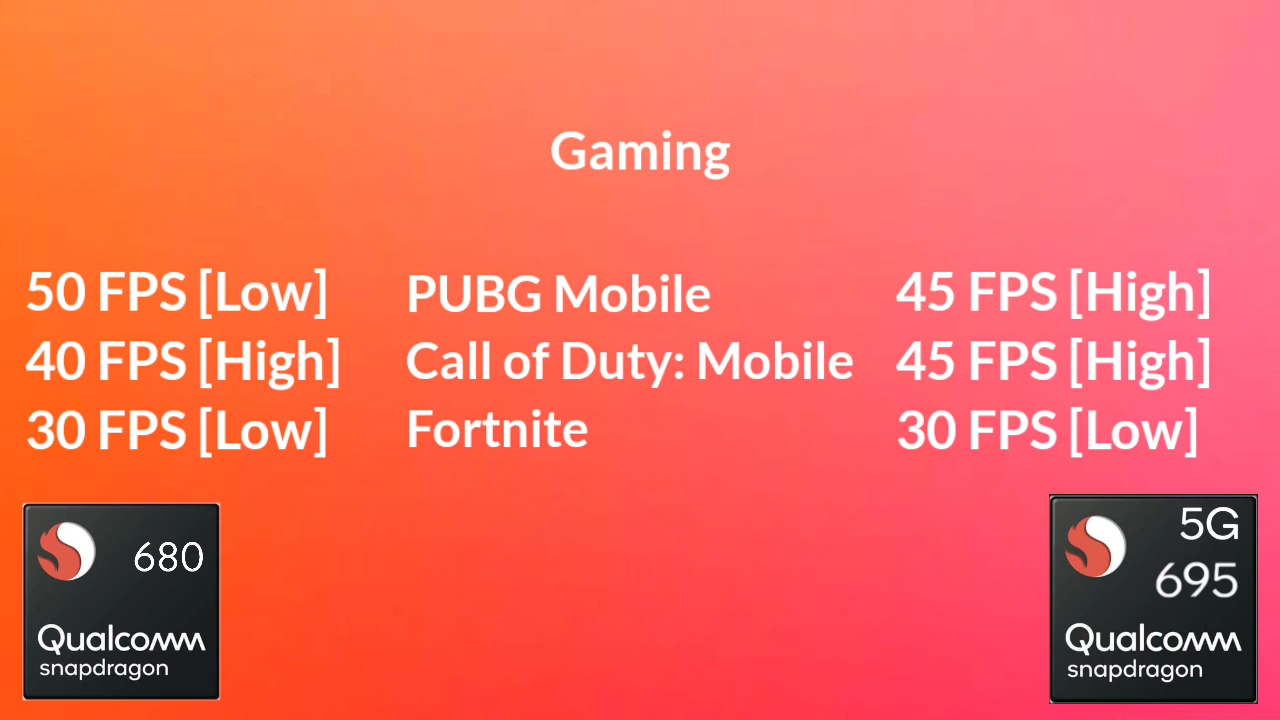 Gaming
50 FPS [Low] PUBG Mobile 45 FPS [High]
40 FPS [High] Call of Duty: Mobile 45 FPS [High]
30 FPS [Low] Fortnite 30 FPS [Low]
680
Qualcomm
snapdragon
5G
695
Qualcomm
snapdragon